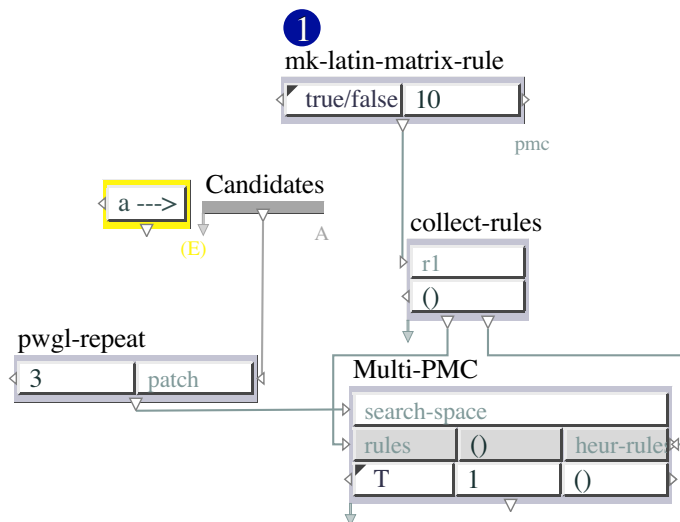 1
mk-latin-matrix-rule
true/false 10
pmc
Candidates
a --->
(E)
A
collect-rules
r1
()
pwgl-repeat
3 patch
Multi-PMC
search-space
rules () heur-rules
T 1 ()